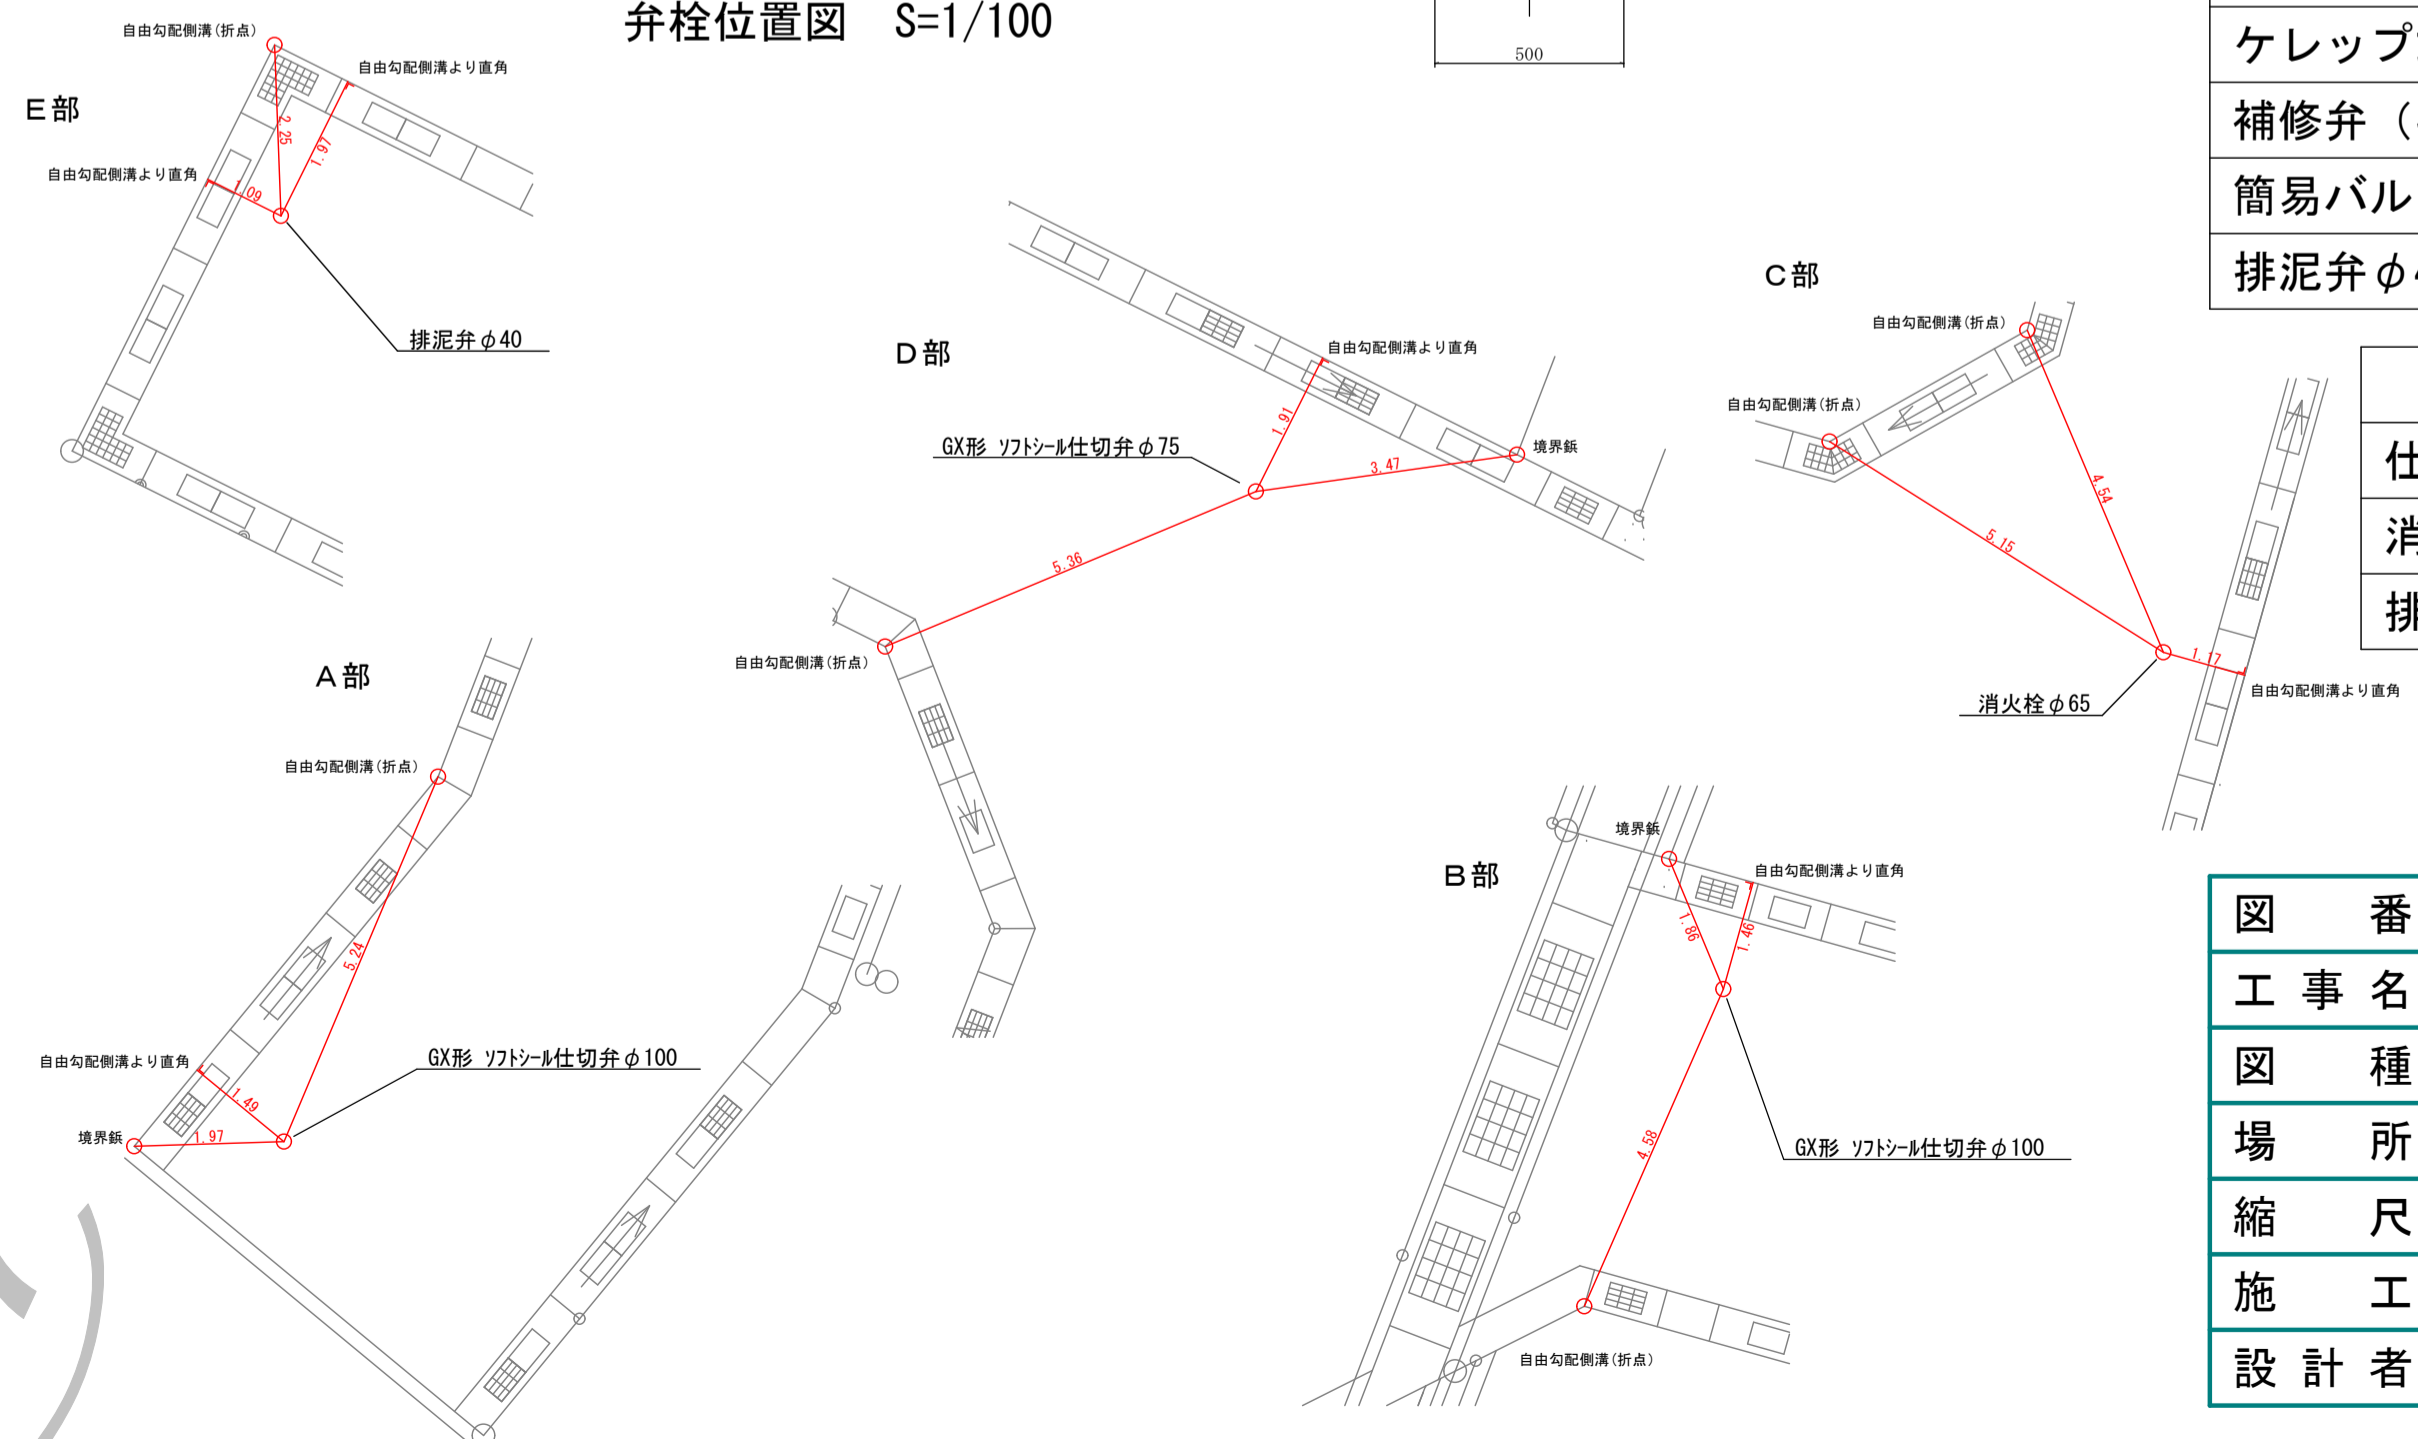 弁栓位置図　S=1/100
500
E部
自由勾配側溝(折点)
自由勾配側溝より直角
自由勾配側溝より直角
2.25
1.97
1.09
排泥弁φ40
D部
自由勾配側溝より直角
GX形 ソフトシール仕切弁φ75
境界鋲
1.91
3.47
5.36
自由勾配側溝(折点)
C部
自由勾配側溝(折点)
自由勾配側溝(折点)
4.54
5.15
1.17
消火栓φ65
自由勾配側溝より直角
A部
自由勾配側溝(折点)
5.24
自由勾配側溝より直角
GX形 ソフトシール仕切弁φ100
1.49
境界鋲
1.97
B部
境界鋲
自由勾配側溝より直角
1.86
1.46
4.58
GX形 ソフトシール仕切弁φ100
自由勾配側溝(折点)
ケレップ
補修弁（
簡易バル
排泥弁φ4
仕
消
排
図　番
工事名
図　種
場　所
縮　尺
施　工
設計者